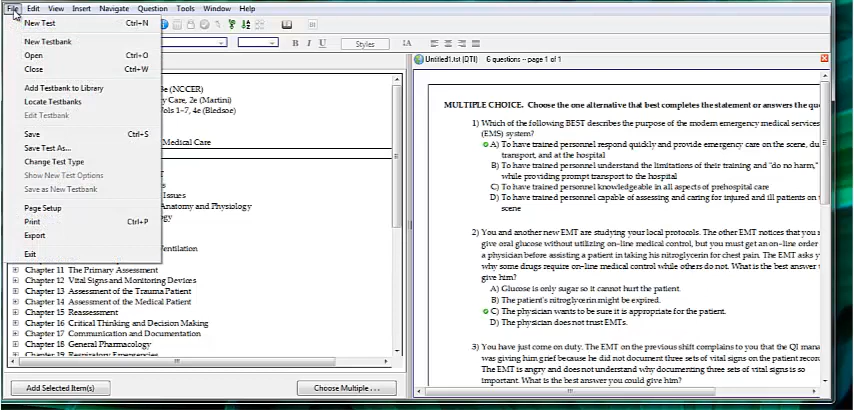 File Edit View Insert Navigate Question Tools Window Help
New Test Ctrl+N
New Testbank
Open Ctrl+O
Close Ctrl+W
Add Testbank to Library
Locate Testbanks
Edit Testbank
Save Ctrl+S
Save Test As...
Change Test Type
Show New Test Options
Save as New Testbank
Page Setup
Print Ctrl+P
Export
Exit
B I U Styles
(NCCER)
Care, 2e (Martini)
Vols 1-7, 4e (Bledsoe)
Medical Care
Issues
Anatomy and Physiology
Ventilation
Chapter 11 The Primary Assessment
Chapter 12 Vital Signs and Monitoring Devices
Chapter 13 Assessment of the Trauma Patient
Chapter 14 Assessment of the Medical Patient
Chapter 15 Reassessment
Chapter 16 Critical Thinking and Decision Making
Chapter 17 Communication and Documentation
Chapter 18 General Pharmacology
Chapter 19 Respiratory Emergencies
Add Selected Item(s) Choose Multiple . . .
Untitled1.tst (DTI) 6 questions -- page 1 of 1
MULTIPLE CHOICE. Choose the one alternative that best completes the statement or answers the que
1) Which of the following BEST describes the purpose of the modern emergency medical services
(EMS) system?
A) To have trained personnel respond quickly and provide emergency care on the scene, du
transport, and at the hospital
B) To have trained personnel understand the limitations of their training and "do no harm,"
while providing prompt transport to the hospital
C) To have trained personnel knowledgeable in all aspects of prehospital care
D) To have trained personnel capable of assessing and caring for injured and ill patients on t
scene
2) You and another new EMT are studying your local protocols. The other EMT notices that you
give oral glucose without utilizing on-line medical control, but you must get an on-line order
a physician before assisting a patient in taking his nitroglycerin for chest pain. The EMT asks y
why some drugs require on-line medical control while others do not. What is the best answer
give him?
A) Glucose is only sugar so it cannot hurt the patient.
B) The patient's nitroglycerin might be expired.
C) The physician wants to be sure it is appropriate for the patient.
D) The physician does not trust EMTs.
3) You have just come on duty. The EMT on the previous shift complains to you that the QI mana
was giving him grief because he did not document three sets of vital signs on the patient recor
The EMT is angry and does not understand why documenting three sets of vital signs is so
important. What is the best answer you could give him?